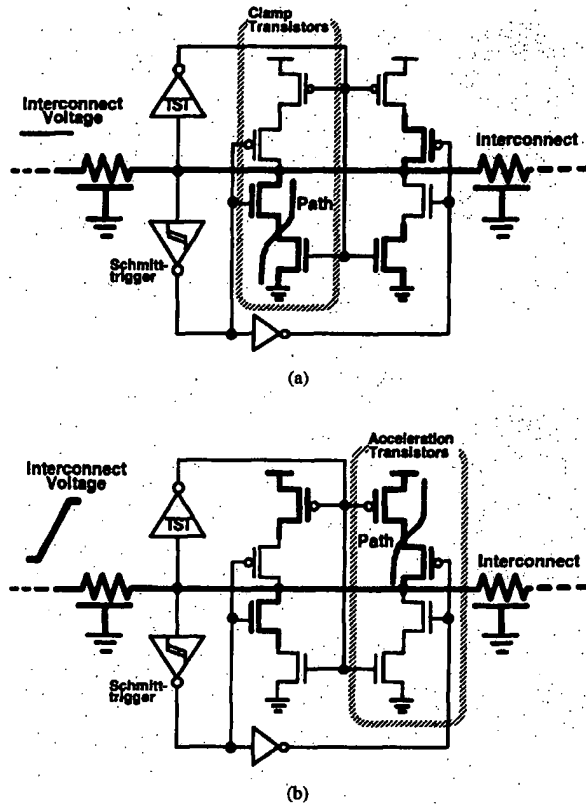 Clamp
Transistors
TST
Interconnect
Voltage
Interconnect
Path
Schmitt-
trigger
(a)
Acceleration
Transistors
Interconnect
Voltage
TST
Path
Interconnect
Schmitt-
trigger
(b)